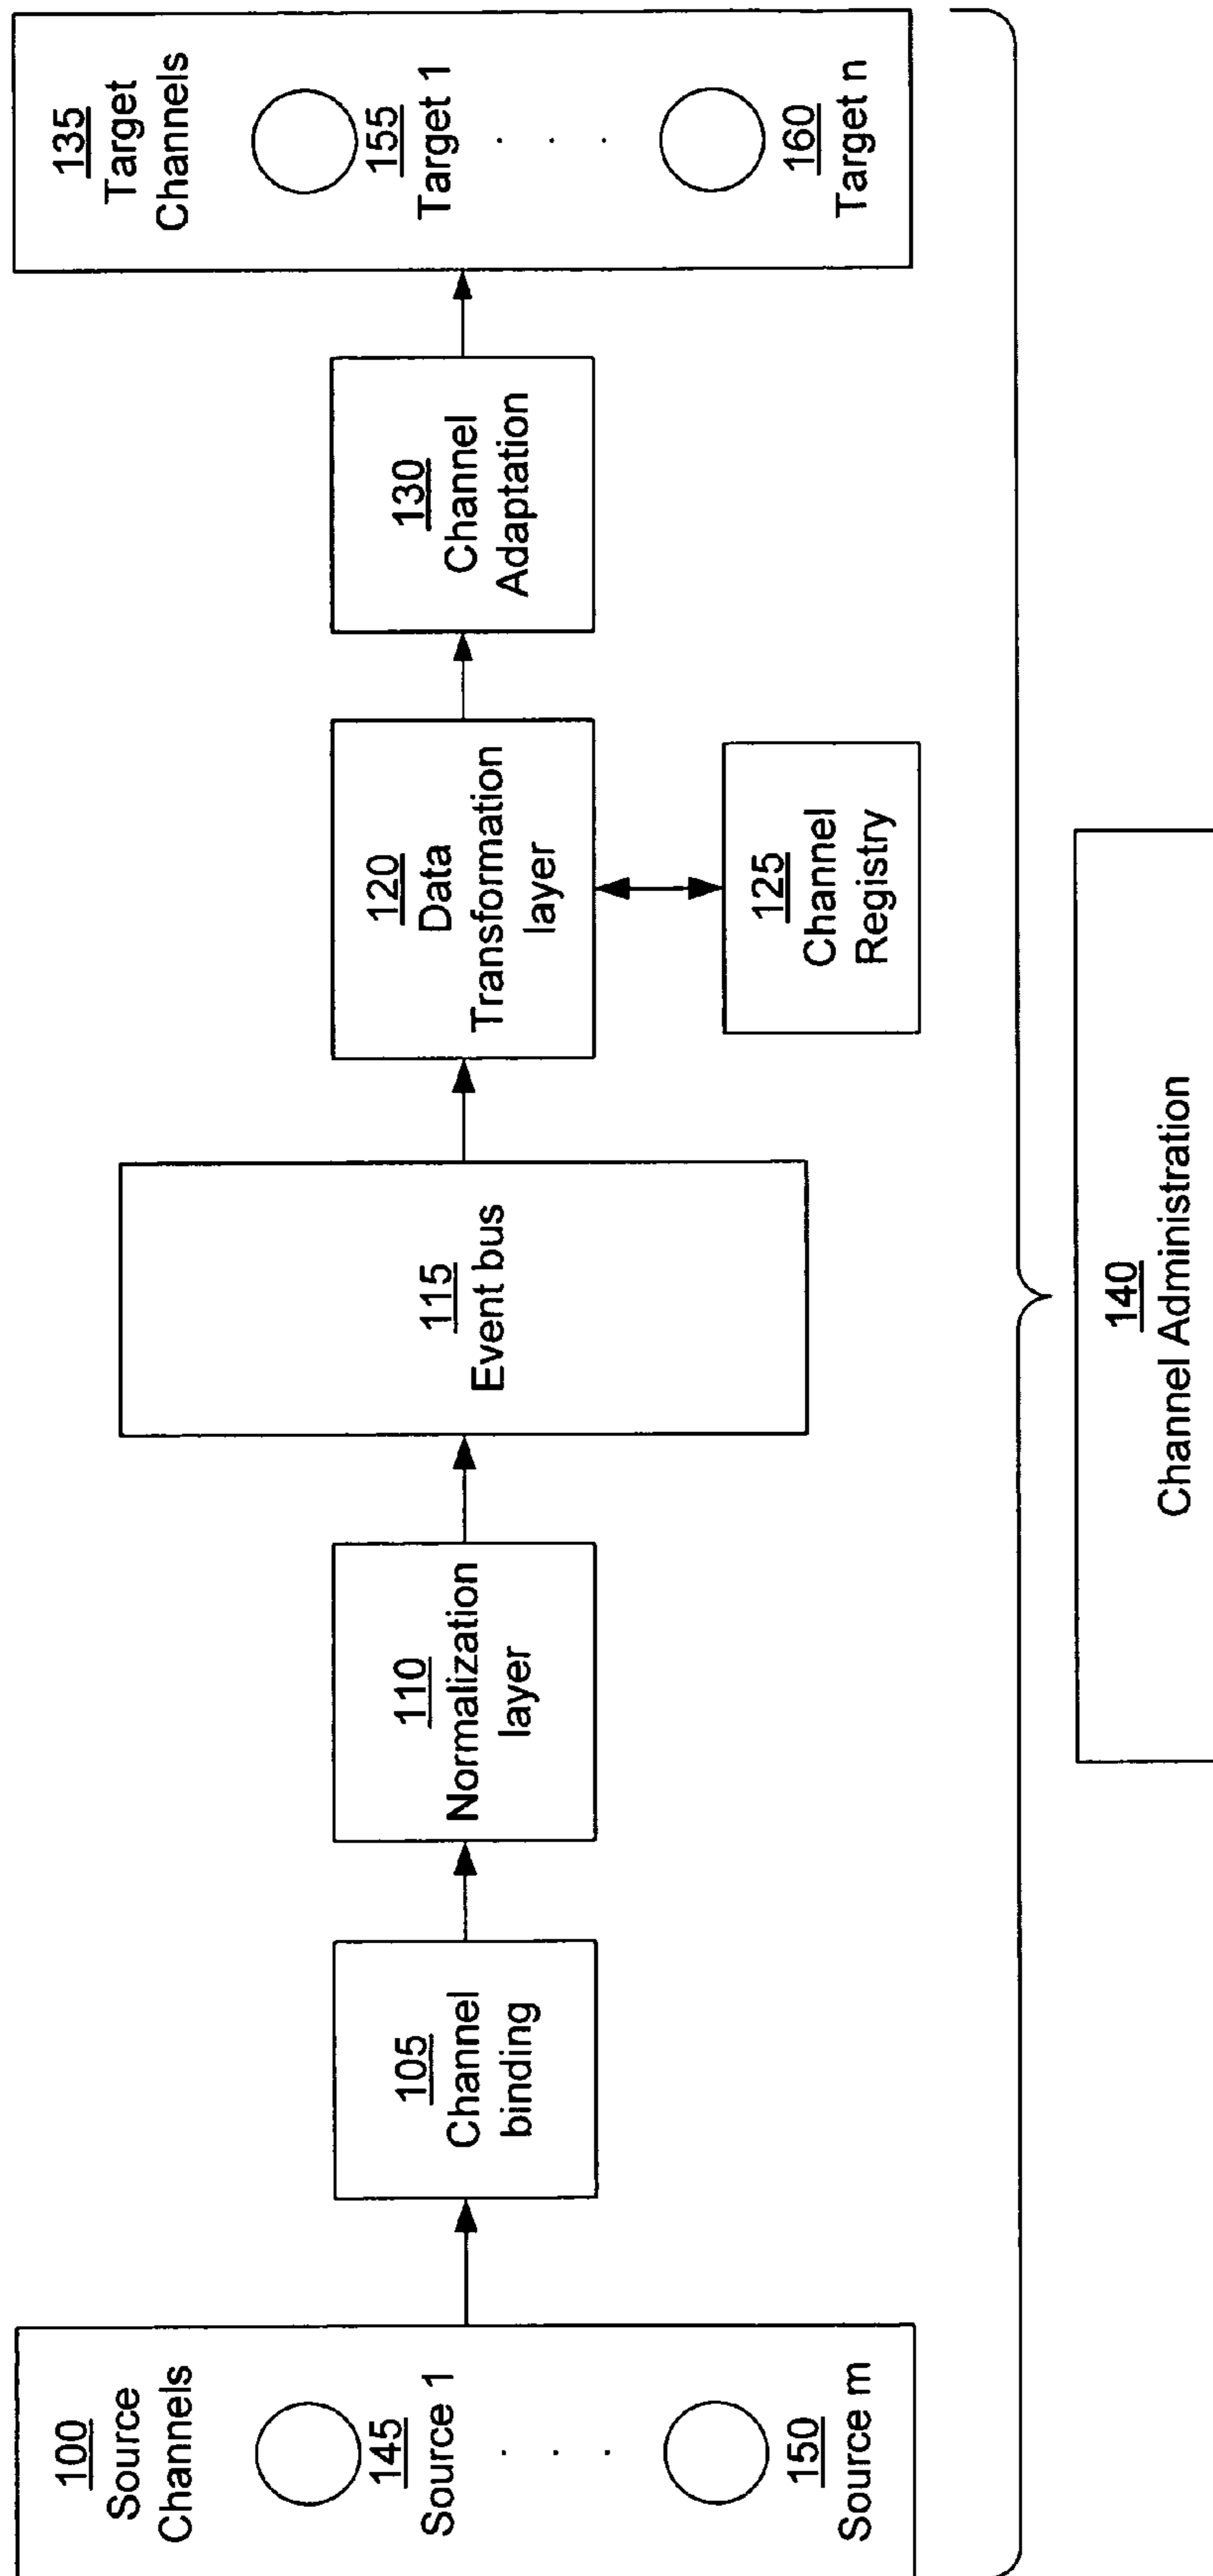 100
Source
Channels
145
Source 1
. . .
150
Source m
105
Channel
binding
110
Normalization
layer
115
Event bus
120
Data
Transformation
layer
125
Channel
Registry
130
Channel
Adaptation
135
Target
Channels
155
Target 1
. . .
160
Target n
140
Channel Administration